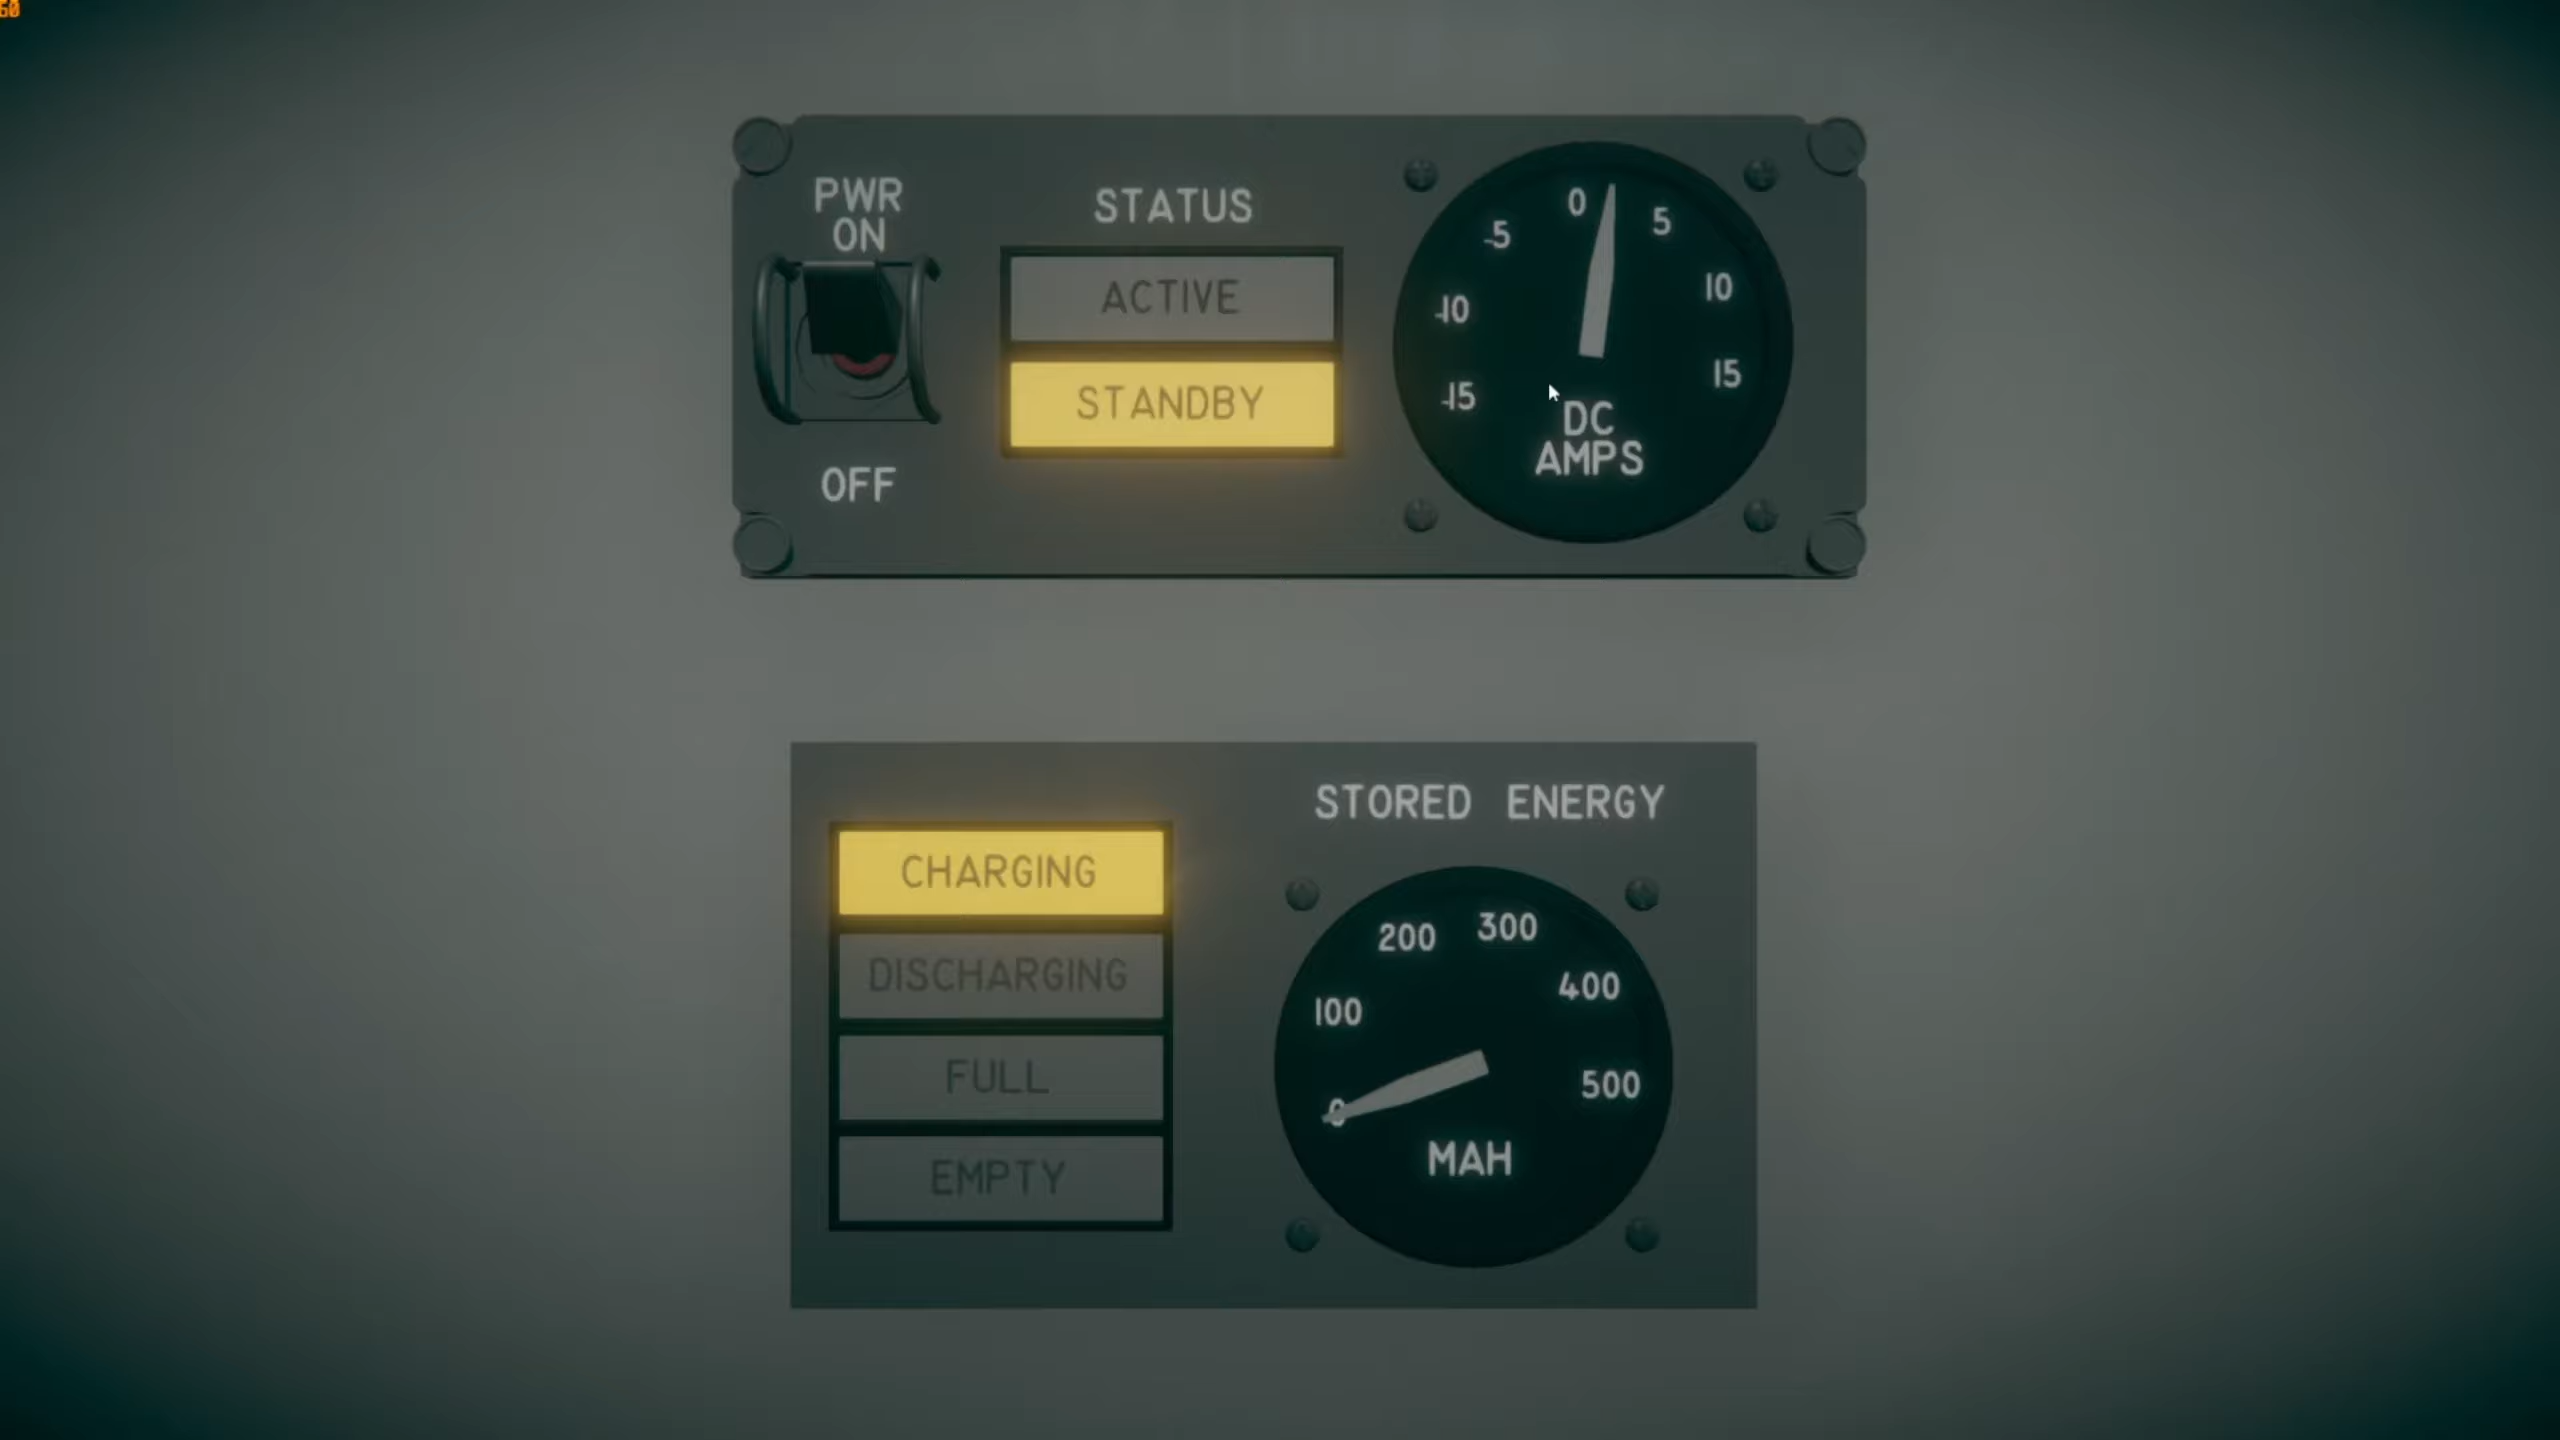 60
PWR
ON
OFF
STATUS
ACTIVE
STANDBY
-15
-10
-5
0
5
10
15
DC
AMPS
CHARGING
DISCHARGING
FULL
EMPTY
STORED ENERGY
0
100
200
300
400
500
MAH